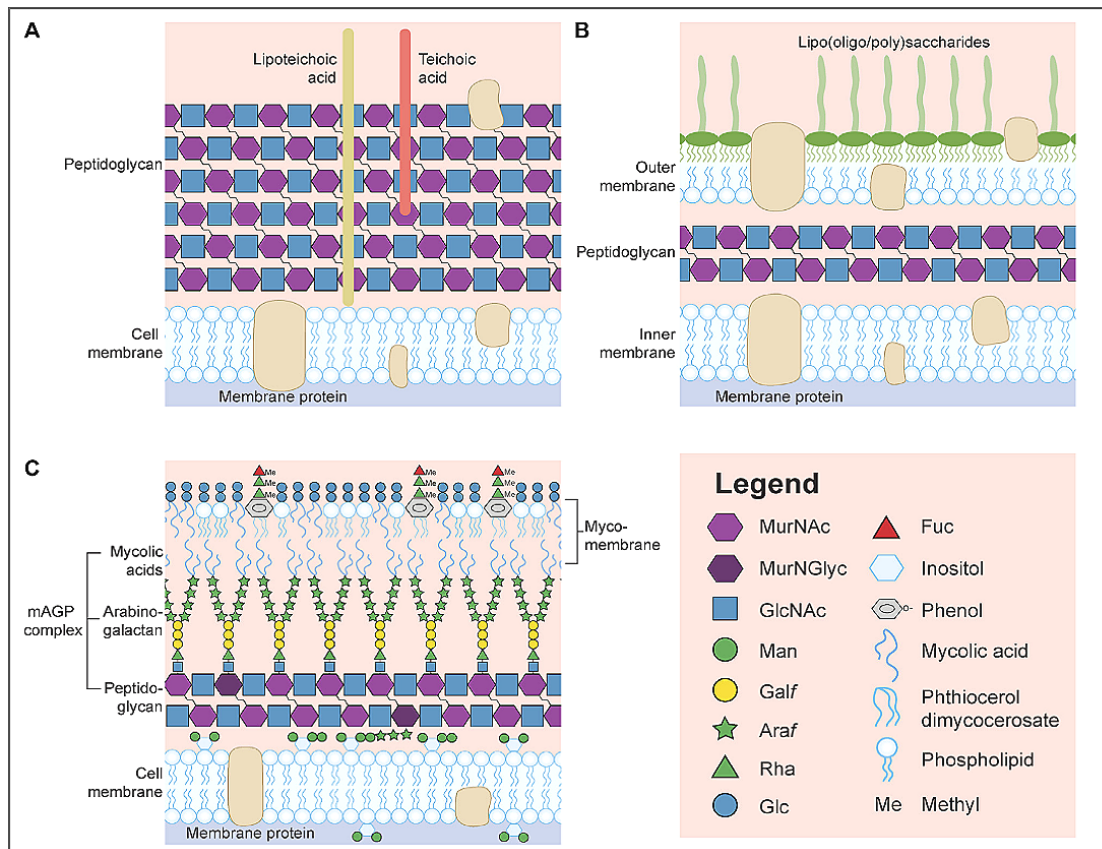 A
Lipoteichoic
acid
Teichoic
acid
Peptidoglycan
Cell
membrane
Membrane protein
B
Lipo(oligo/poly)saccharides
Outer
membrane
Peptidoglycan
Inner
membrane
Membrane protein
C
Me
Me
Me
Me
Me
Me
Me
Me
Me
Myco-
membrane
Mycolic
acids
mAGP
complex
Arabino-
galactan
Peptido-
glycan
Cell
membrane
Membrane protein
Legend
MurNAc
MurNGlyc
GlcNAc
Man
Galf
Araf
Rha
Glc
Fuc
Inositol
Phenol
Mycolic acid
Phthiocerol
dimycocerosate
Phospholipid
Me Methyl